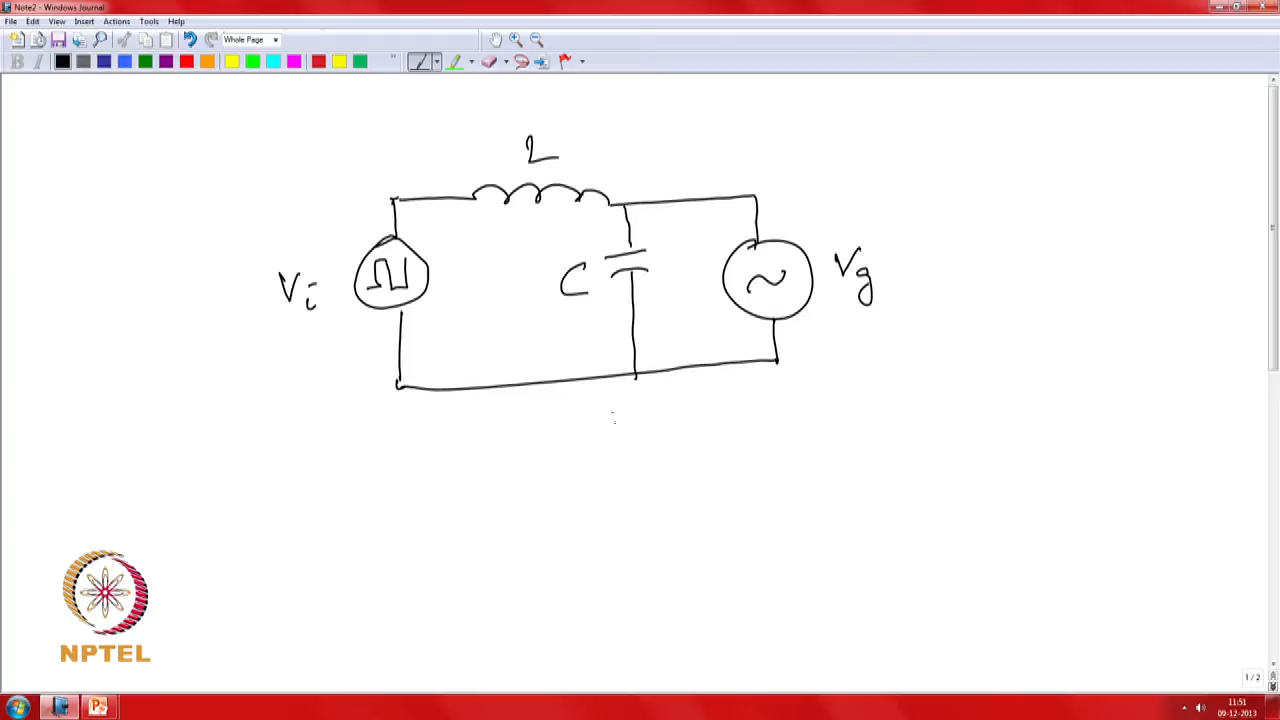 Note2 - Windows Journal
File Edit View Insert Actions Tools Help
Whole Page
B I
L
Vi C Vg
NPTEL
1 / 2
11:51
09-12-2013